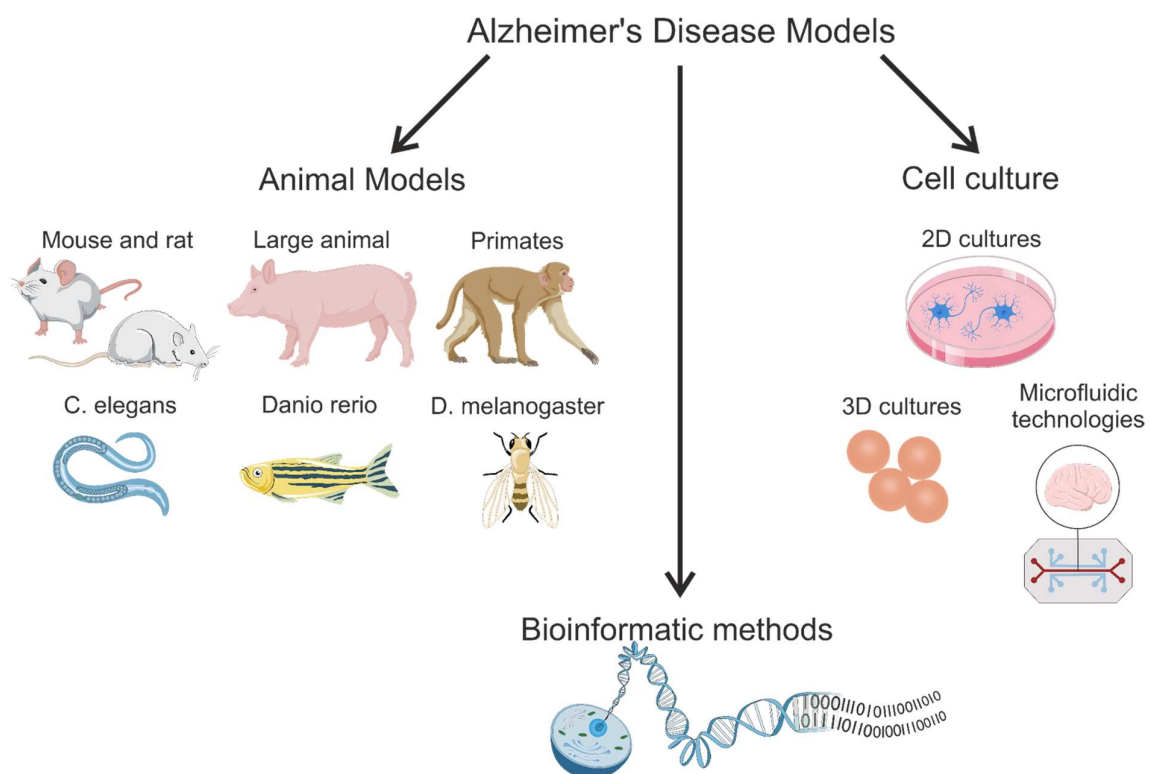 Alzheimer's Disease Models
Animal Models
Cell culture
Mouse and rat
Large animal
Primates
2D cultures
C. elegans
Danio rerio
D. melanogaster
3D cultures
Microfluidic
technologies
Bioinformatic methods